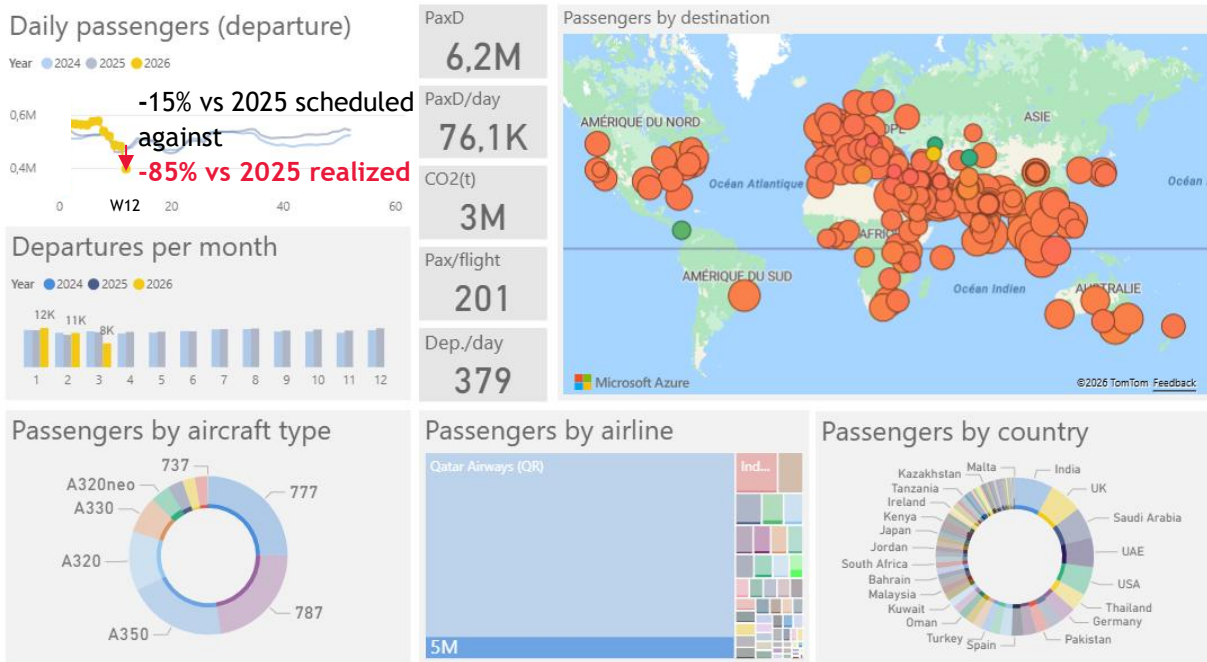 Daily passengers (departure)
Year 2024 2025 2026
0,6M
0,4M
-15% vs 2025 scheduled
against
-85% vs 2025 realized
0 W12 20 40 60
Departures per month
Year 2024 2025 2026
12K
11K
8K
1 2 3 4 5 6 7 8 9 10 11 12
PaxD
6,2M
PaxD/day
76,1K
CO2(t)
3M
Pax/flight
201
Dep./day
379
Passengers by destination
AMÉRIQUE DU NORD
OPE
ASIE
Océan Atlantique
Océan
AFRI
AMÉRIQUE DU SUD
Océan Indien
AU TRALIE
Microsoft Azure
©2026 TomTom Feedback
Passengers by aircraft type
737
A320neo
A330
A320
A350
777
787
Passengers by airline
Qatar Airways (QR)
5M
Ind...
Passengers by country
Malta
Kazakhstan
Tanzania
Ireland
Kenya
Japan
Jordan
South Africa
Bahrain
Malaysia
Kuwait
Oman
Turkey
Spain
India
UK
Saudi Arabia
UAE
USA
Thailand
Germany
Pakistan